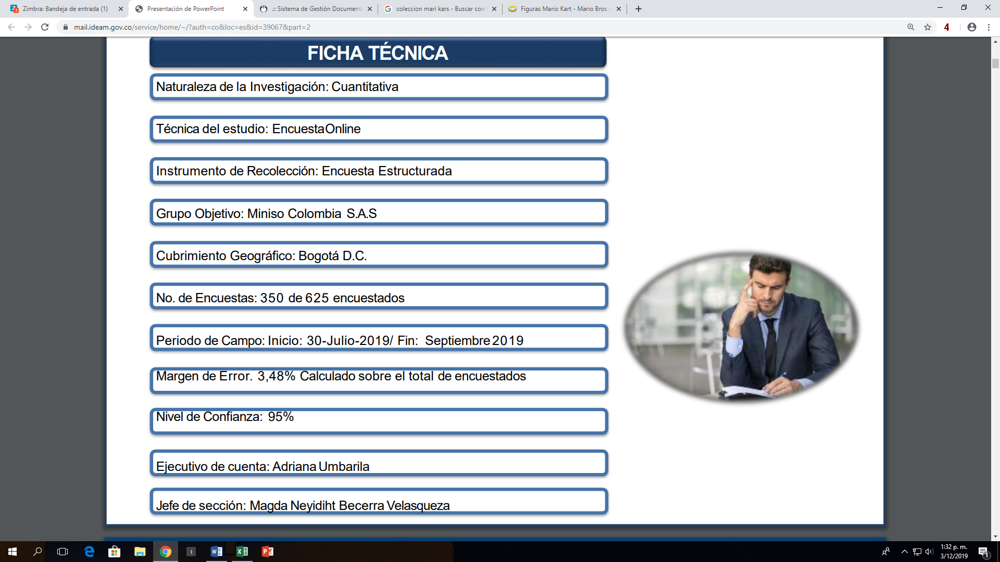 Zimbra: Bandeja de entrada (1)
Presentación de PowerPoint
.:: Sistema de Gestión Documenta
coleccion mari kars - Buscar con
Figuras Mario Kart - Mario Bros -
mail.ideam.gov.co/service/home/~/?auth=co&loc=es&id=39067&part=2
4
FICHA TÉCNICA
Naturaleza de la Investigación: Cuantitativa
Técnica del estudio: Encuesta Online
Instrumento de Recolección: Encuesta Estructurada
Grupo Objetivo: Miniso Colombia S.A.S
Cubrimiento Geográfico: Bogotá D.C.
No. de Encuestas: 350 de 625 encuestados
Periodo de Campo: Inicio: 30-Julio-2019/ Fin: Septiembre 2019
Margen de Error. 3,48% Calculado sobre el total de encuestados
Nivel de Confianza: 95%
Ejecutivo de cuenta: Adriana Umbarila
Jefe de sección: Magda Neyidiht Becerra Velasqueza
1:32 p. m.
3/12/2019
1